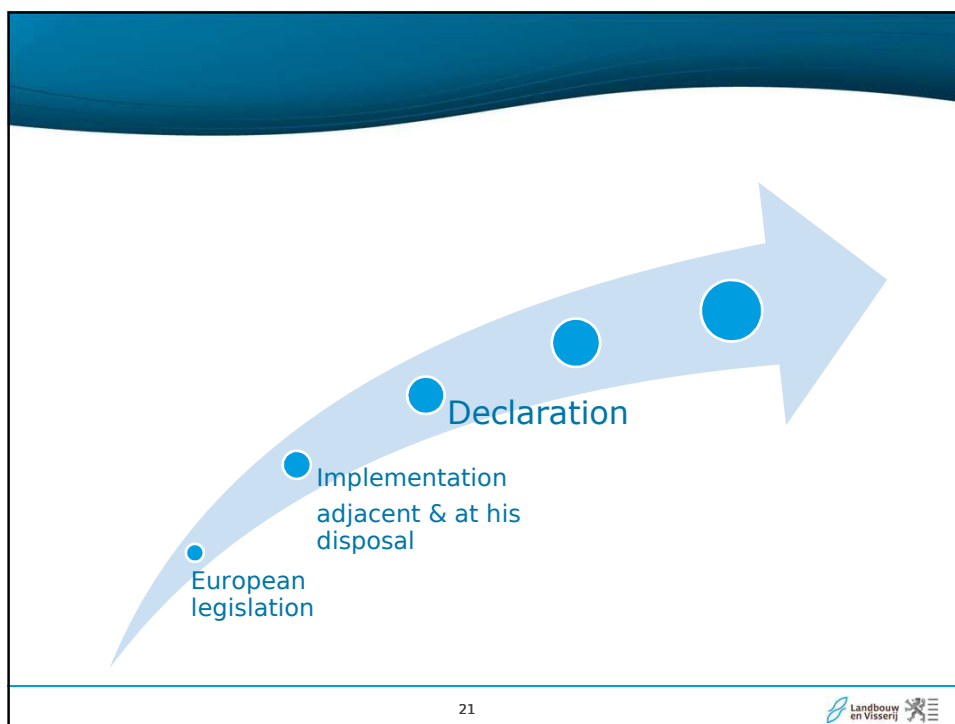 Declaration
Implementation
adjacent & at his
disposal
European
legislation
21
Landbouw
en Visserij